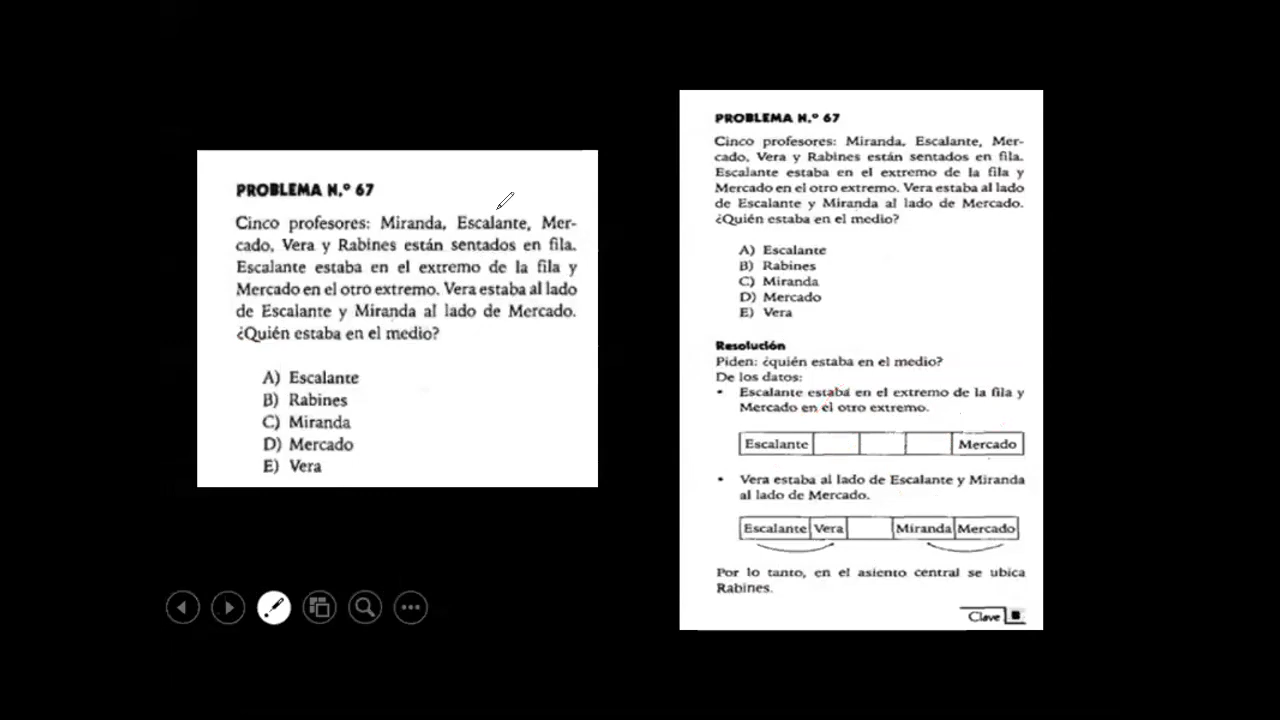 PROBLEMA N.º 67
Cinco profesores: Miranda, Escalante, Mer-
cado, Vera y Rabines están sentados en fila.
Escalante estaba en el extremo de la fila y
Mercado en el otro extremo. Vera estaba al lado
de Escalante y Miranda al lado de Mercado.
¿Quién estaba en el medio?
A) Escalante
B) Rabines
C) Miranda
D) Mercado
E) Vera
PROBLEMA N.º 67
Cinco profesores: Miranda, Escalante, Mer-
cado, Vera y Rabines están sentados en fila.
Escalante estaba en el extremo de la fila y
Mercado en el otro extremo. Vera estaba al lado
de Escalante y Miranda al lado de Mercado.
¿Quién estaba en el medio?
A) Escalante
B) Rabines
C) Miranda
D) Mercado
E) Vera
Resolución
Piden: ¿quién estaba en el medio?
De los datos:
• Escalante estaba en el extremo de la fila y
Mercado en el otro extremo.
Escalante Mercado
• Vera estaba al lado de Escalante y Miranda
al lado de Mercado.
Escalante Vera Miranda Mercado
Por lo tanto, en el asiento central se ubica
Rabines.
Clave